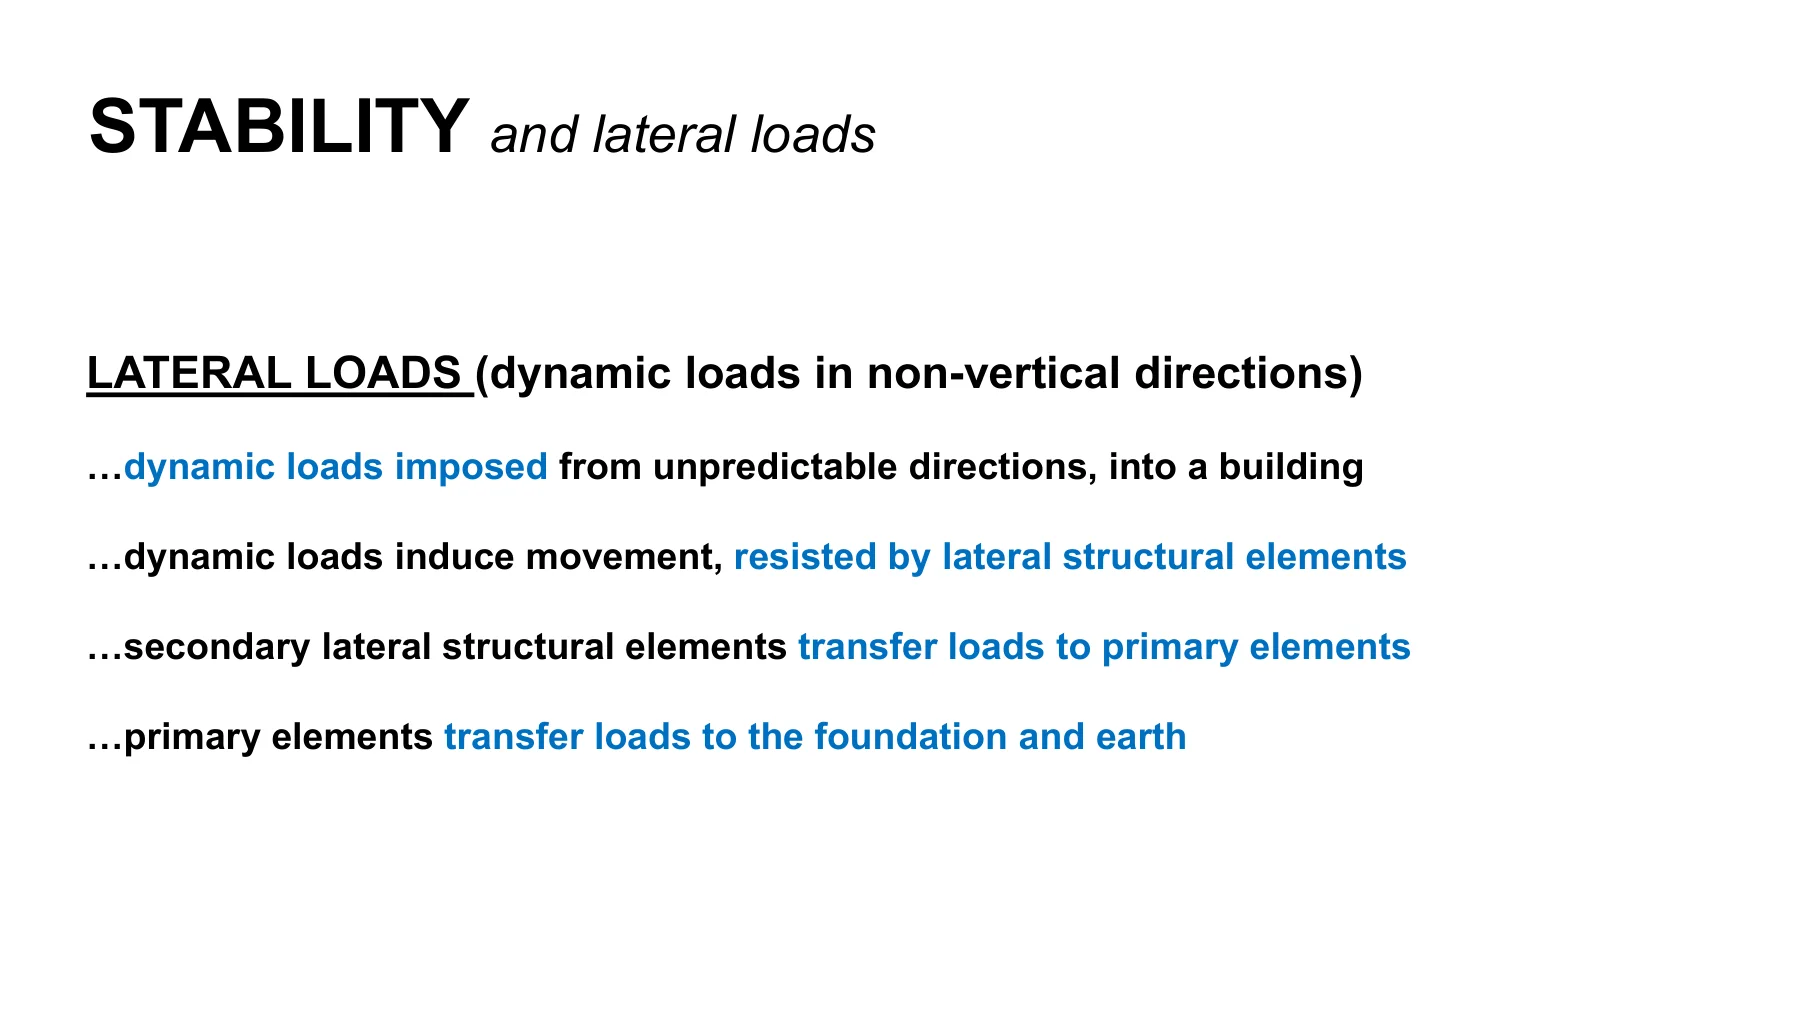 STABILITY and lateral loads
LATERAL LOADS (dynamic loads in non-vertical directions)
…dynamic loads imposed from unpredictable directions, into a building
…dynamic loads induce movement, resisted by lateral structural elements
…secondary lateral structural elements transfer loads to primary elements
…primary elements transfer loads to the foundation and earth